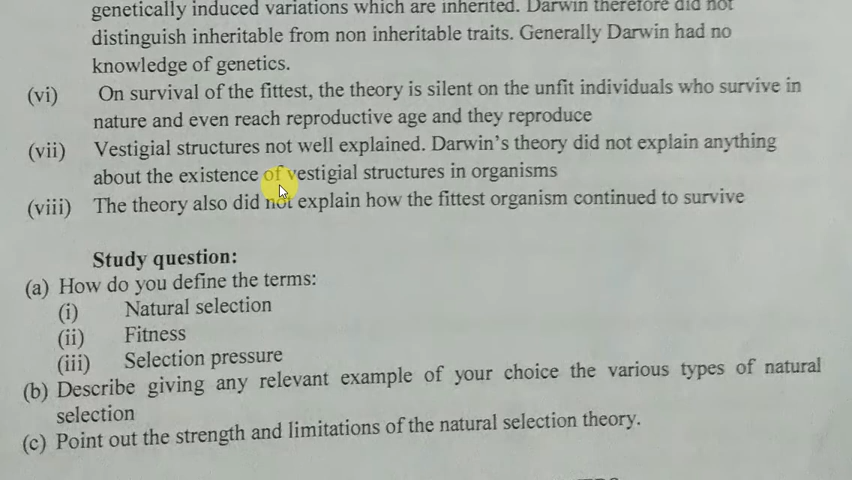 genetically induced variations which are inherited. Darwin therefore did not
distinguish inheritable from non inheritable traits. Generally Darwin had no
knowledge of genetics.
(vi) On survival of the fittest, the theory is silent on the unfit individuals who survive in
nature and even reach reproductive age and they reproduce
(vii) Vestigial structures not well explained. Darwin's theory did not explain anything
about the existence of vestigial structures in organisms
(viii) The theory also did not explain how the fittest organism continued to survive
Study question:
(a) How do you define the terms:
(i) Natural selection
(ii) Fitness
(iii) Selection pressure
(b) Describe giving any relevant example of your choice the various types of natural
selection
(c) Point out the strength and limitations of the natural selection theory.